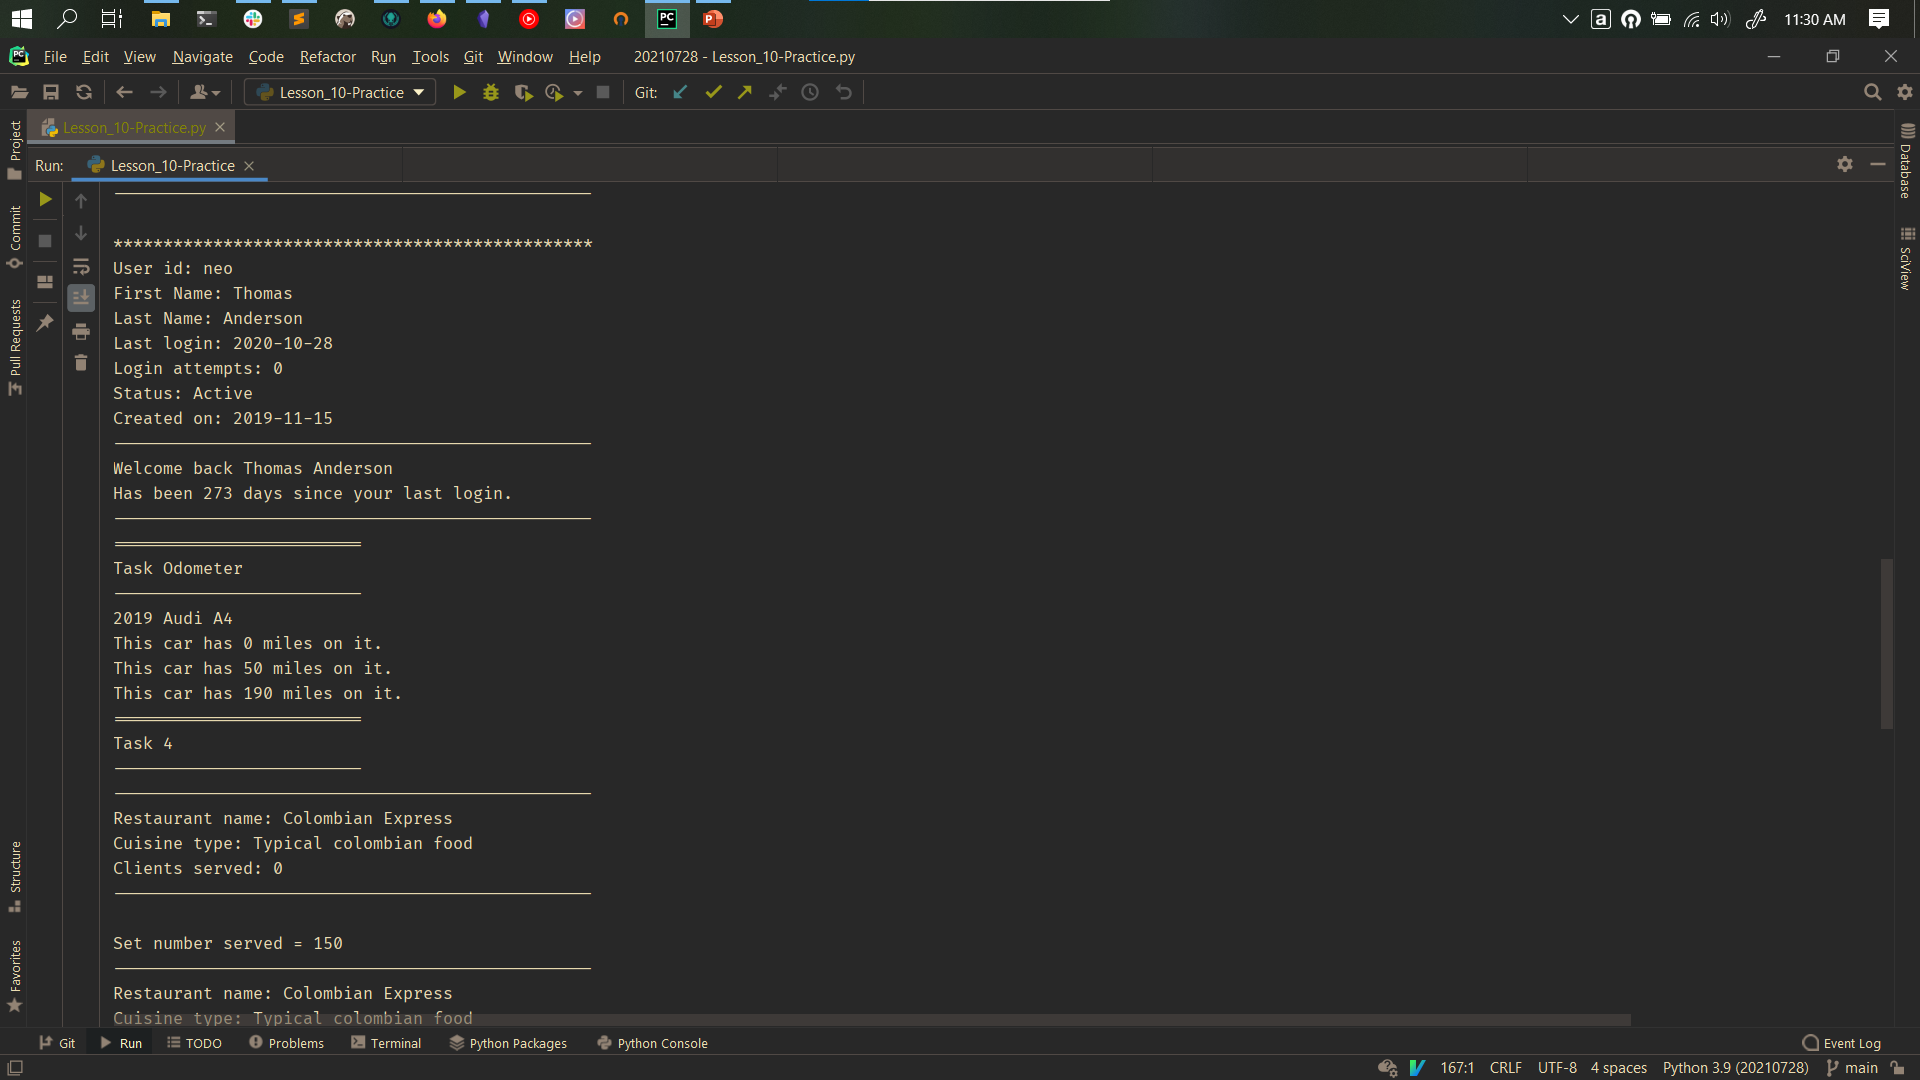 11:30 AM
File Edit View Navigate Code Refactor Run Tools Git Window Help 20210728 - Lesson_10-Practice.py
Lesson_10-Practice Git:
Lesson_10-Practice.py
Run: Lesson_10-Practice
Project
Commit
Pull Requests
Structure
Favorites
Database
SciView
************************************************
User id: neo
First Name: Thomas
Last Name: Anderson
Last login: 2020-10-28
Login attempts: 0
Status: Active
Created on: 2019-11-15
Welcome back Thomas Anderson
Has been 273 days since your last login.
Task Odometer
2019 Audi A4
This car has 0 miles on it.
This car has 50 miles on it.
This car has 190 miles on it.
Task 4
Restaurant name: Colombian Express
Cuisine type: Typical colombian food
Clients served: 0
Set number served = 150
Restaurant name: Colombian Express
Cuisine type: Typical colombian food
Git Run TODO Problems Terminal Python Packages Python Console Event Log
167:1 CRLF UTF-8 4 spaces Python 3.9 (20210728) main